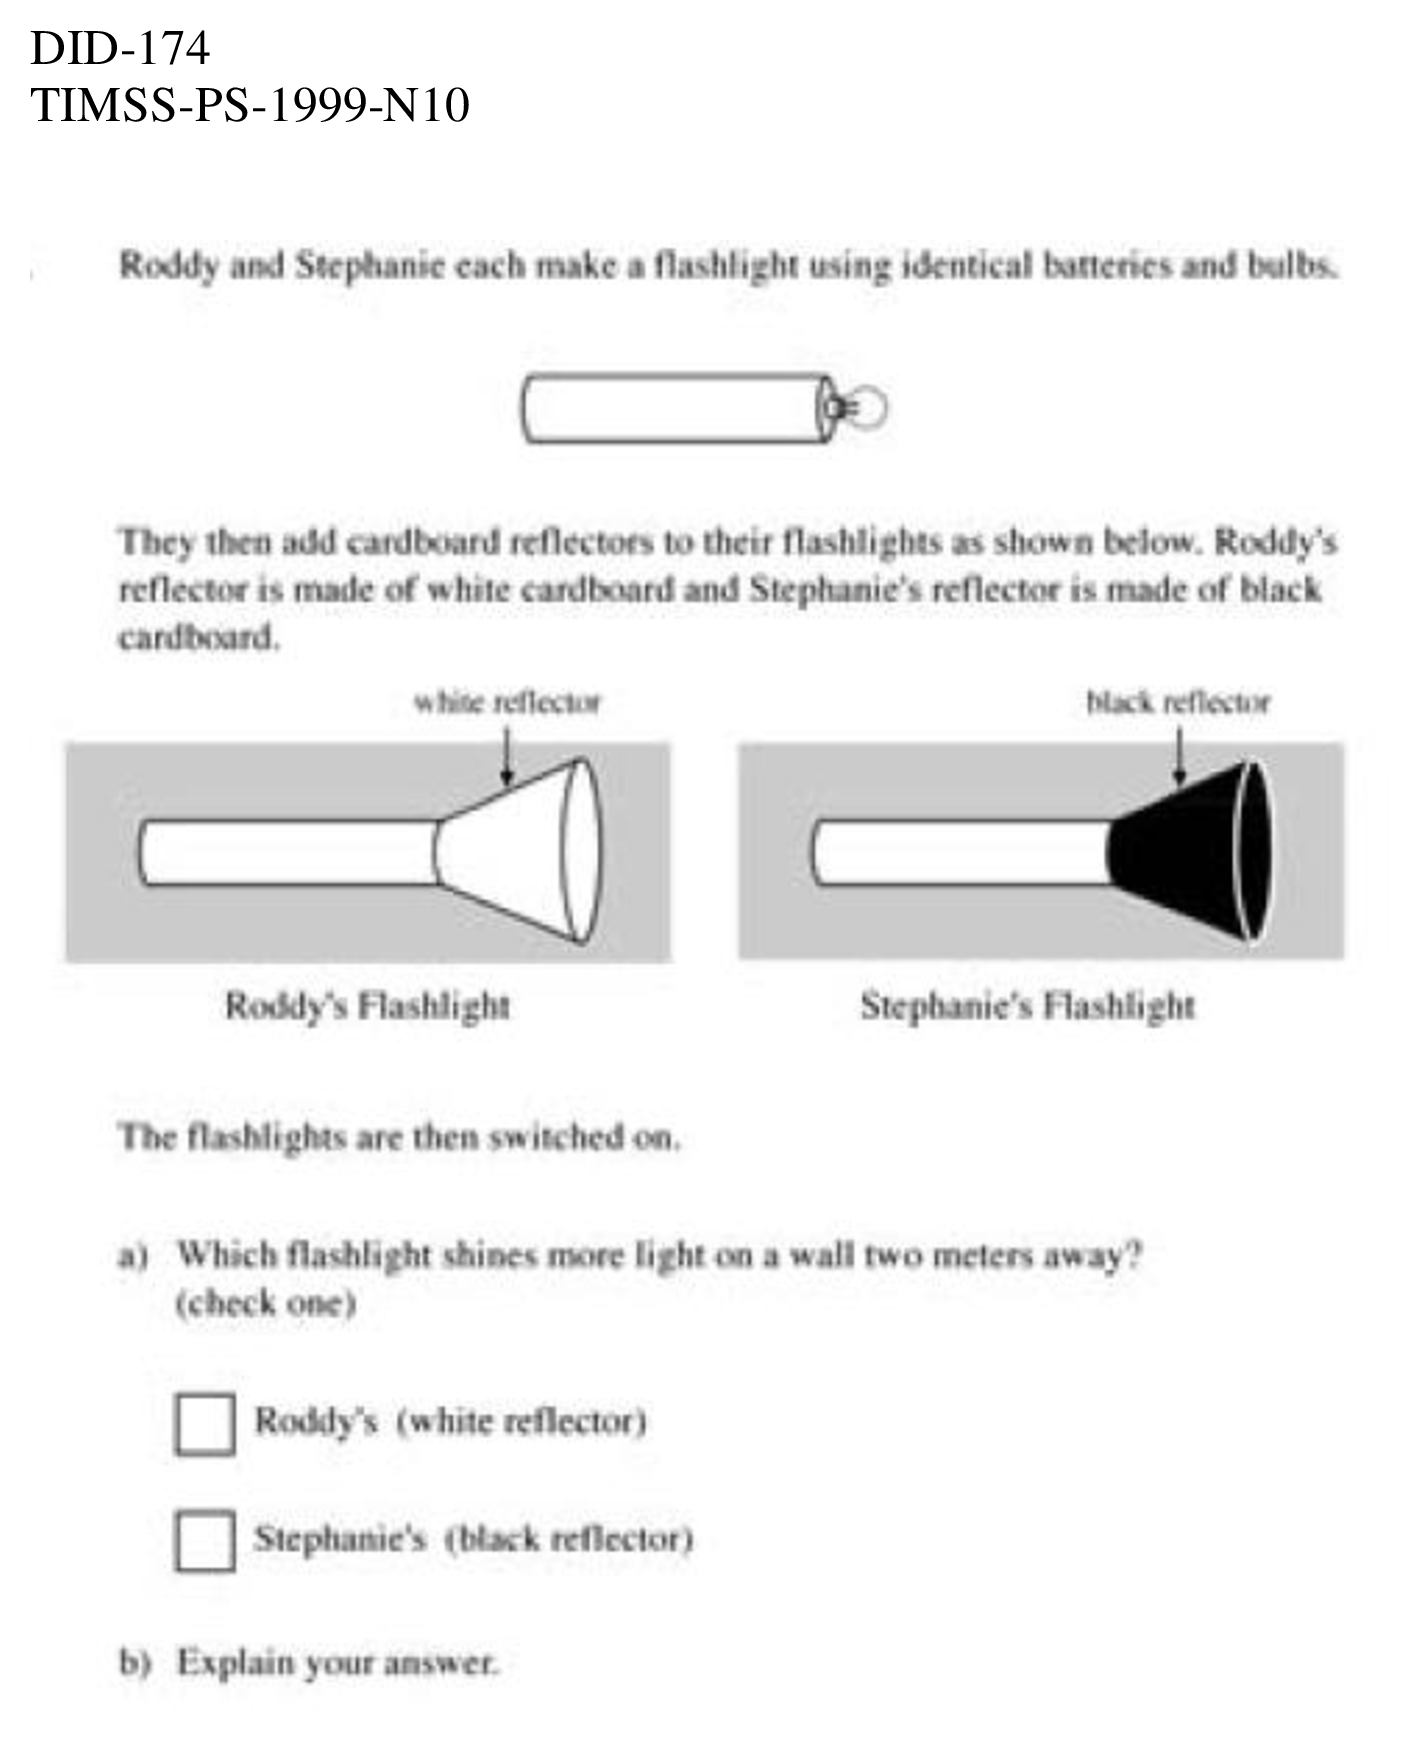 DID-174
TIMSS-PS-1999-N10
Roddy and Stephanie each make a flashlight using identical batteries and bulbs.
They then add cardboard reflectors to their flashlights as shown below. Roddy's
reflector is made of white cardboard and Stephanie's reflector is made of black
cardboard.
white reflector
black reflector
Roddy's Flashlight
Stephanie's Flashlight
The flashlights are then switched on.
a) Which flashlight shines more light on a wall two meters away?
(check one)
Roddy's (white reflector)
Stephanie's (black reflector)
b) Explain your answer.